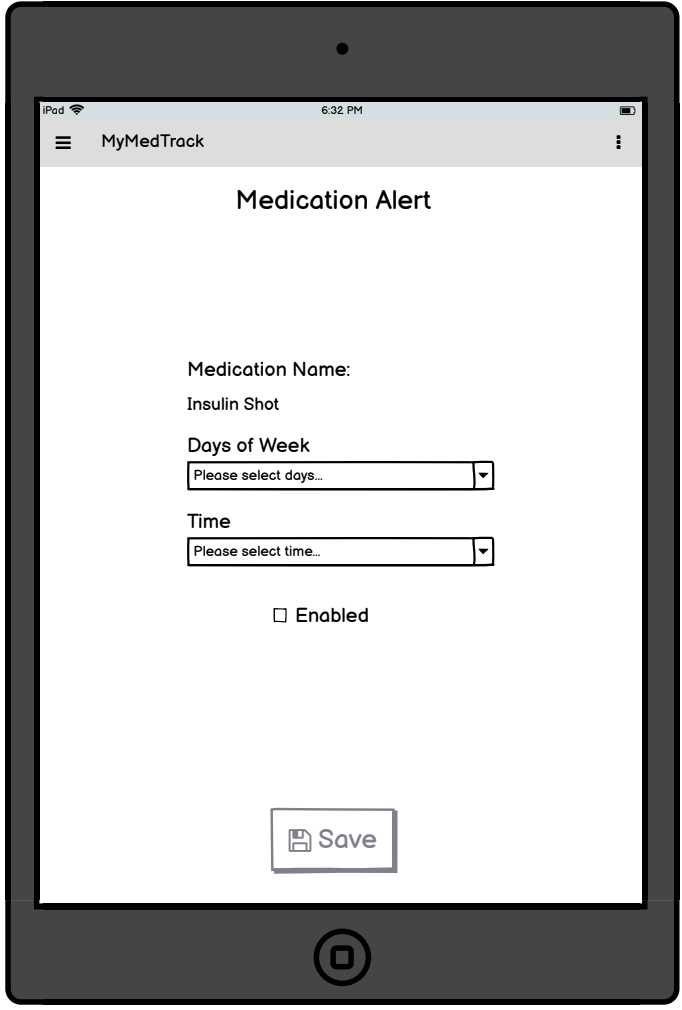 iPad 6:32 PM
MyMedTrack
Medication Alert
Medication Name:
Insulin Shot
Days of Week
Please select days...
Time
Please select time...
Enabled
Save